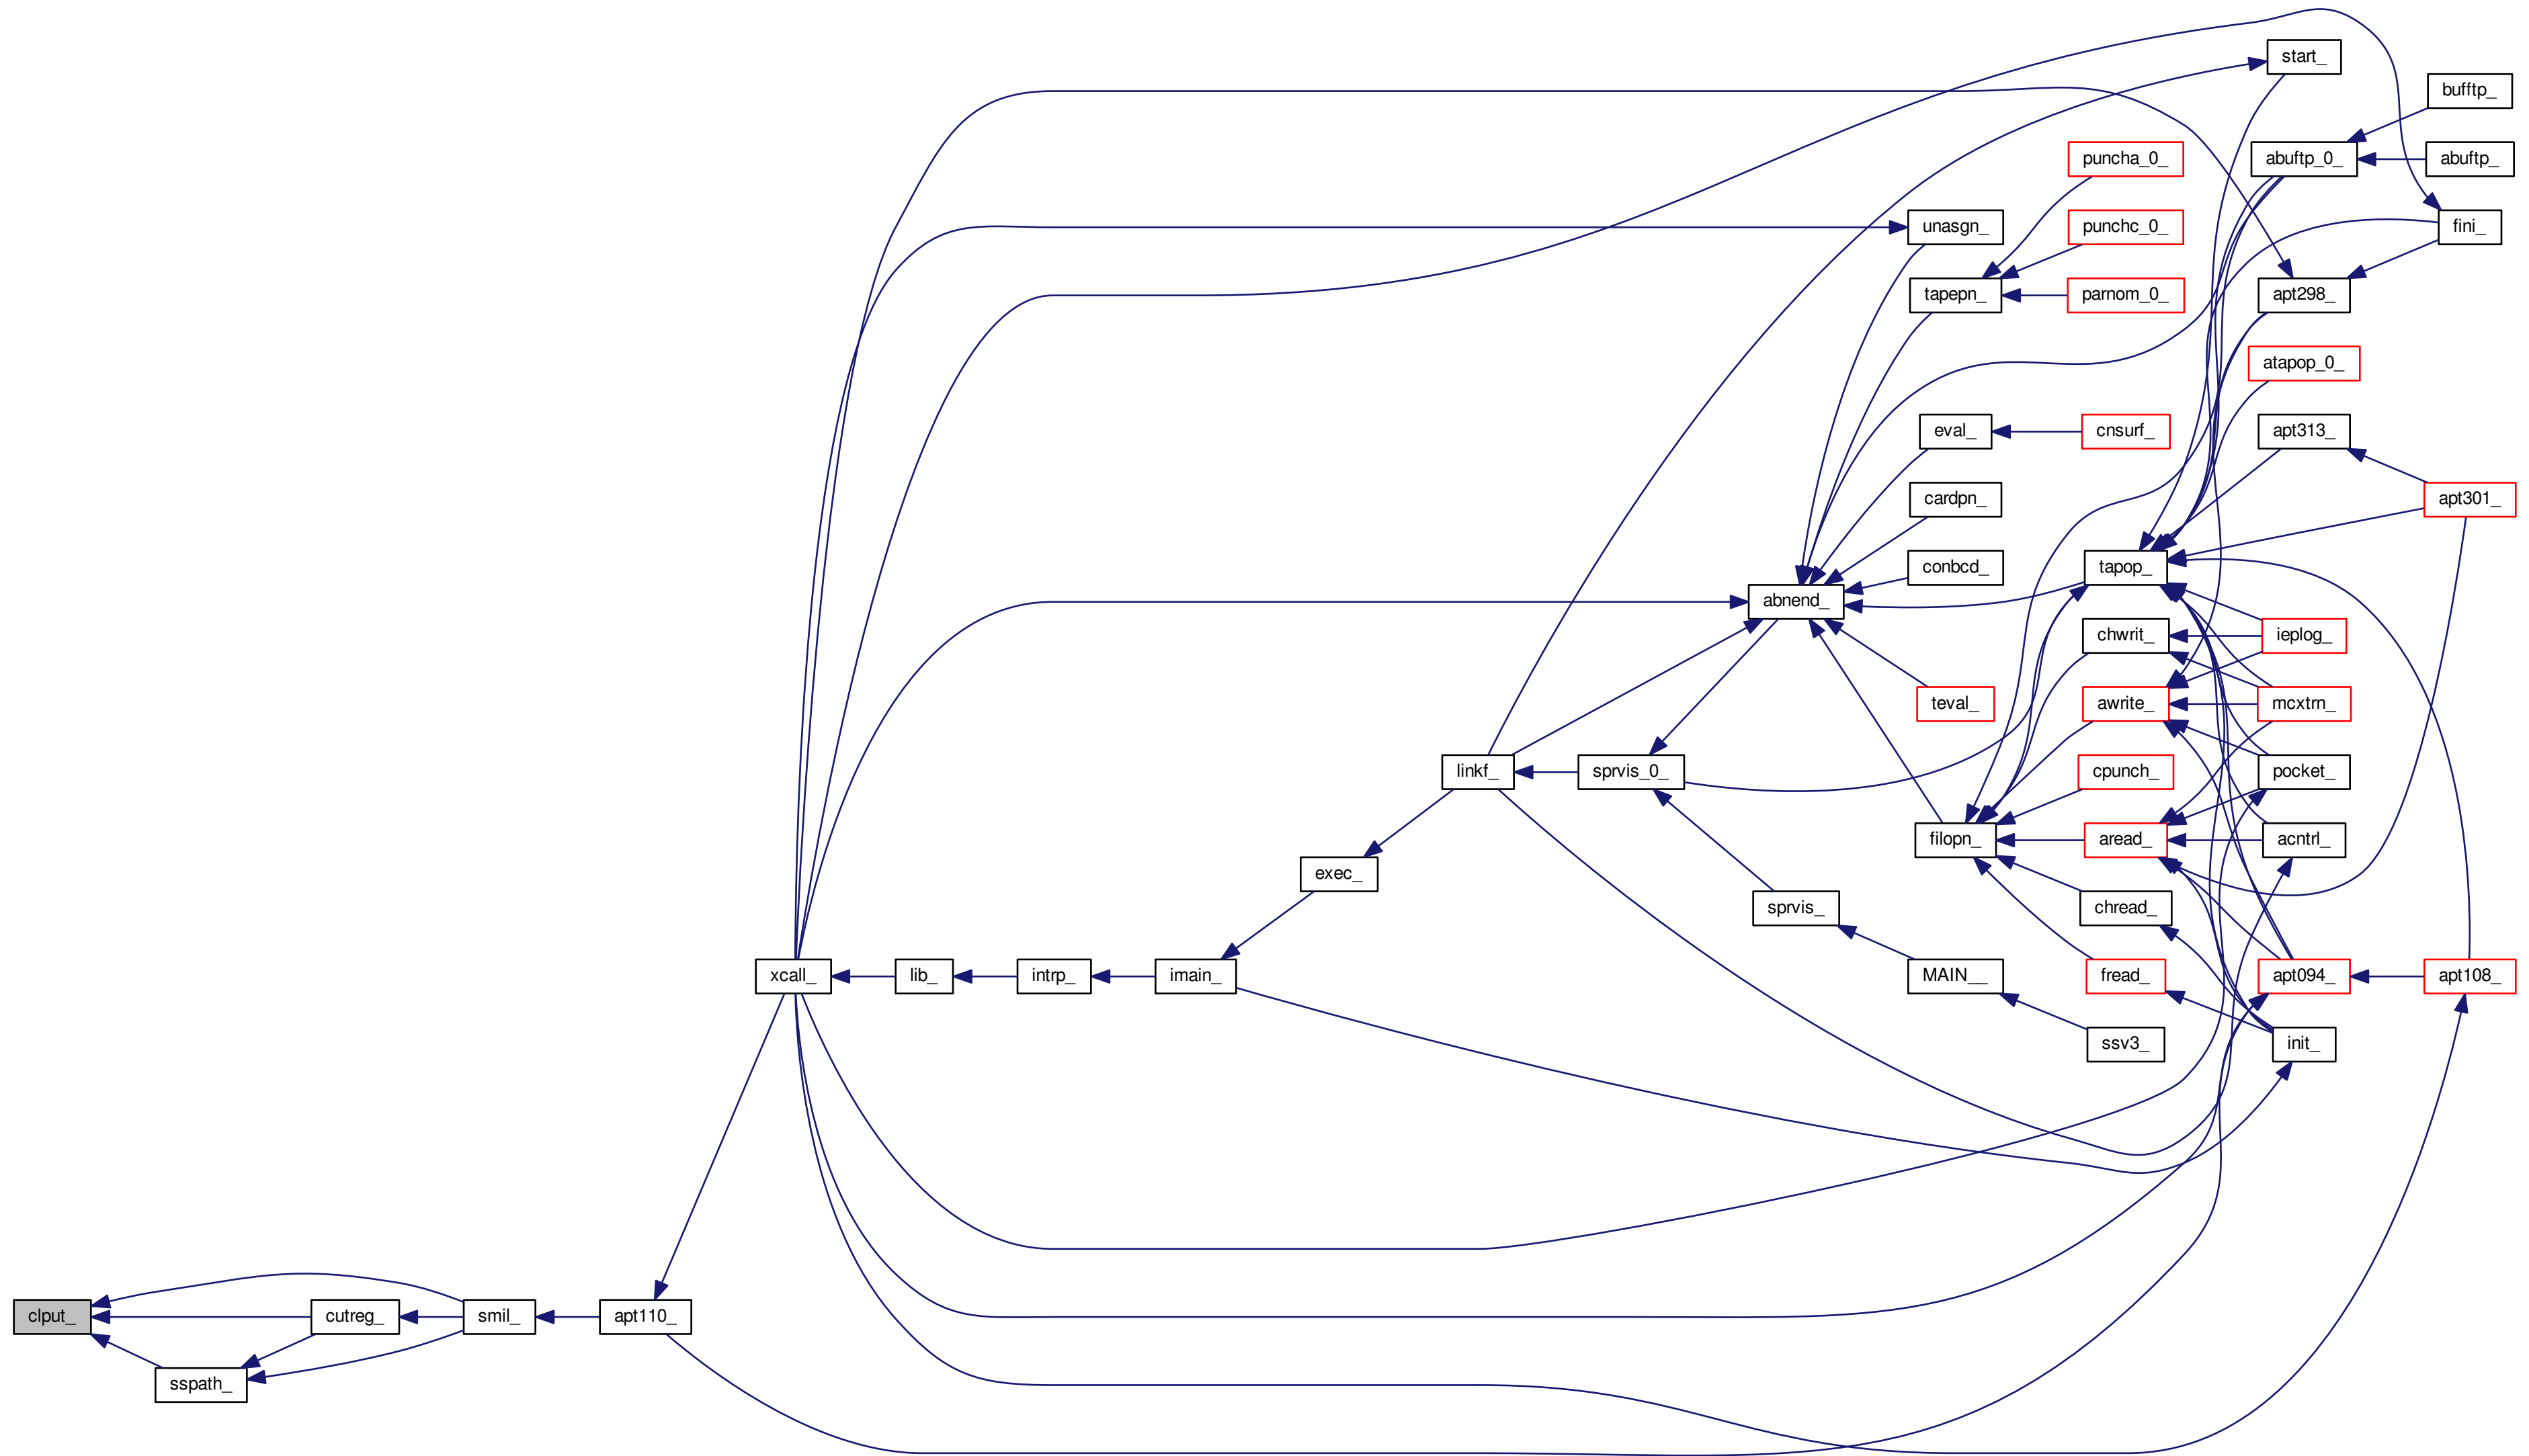 start_
bufftp_
puncha_0_
abuftp_0_
abuftp_
unasgn_
punchc_0_
fini_
tapepn_
parnom_0_
apt298_
atapop_0_
eval_
cnsurf_
apt313_
cardpn_
apt301_
conbcd_
tapop_
abnend_
chwrit_
ieplog_
teval_
awrite_
mcxtrn_
linkf_
sprvis_0_
cpunch_
pocket_
filopn_
aread_
acntrl_
exec_
sprvis_
chread_
xcall_
lib_
intrp_
imain_
MAIN__
fread_
apt094_
apt108_
ssv3_
init_
clput_
cutreg_
smil_
apt110_
sspath_